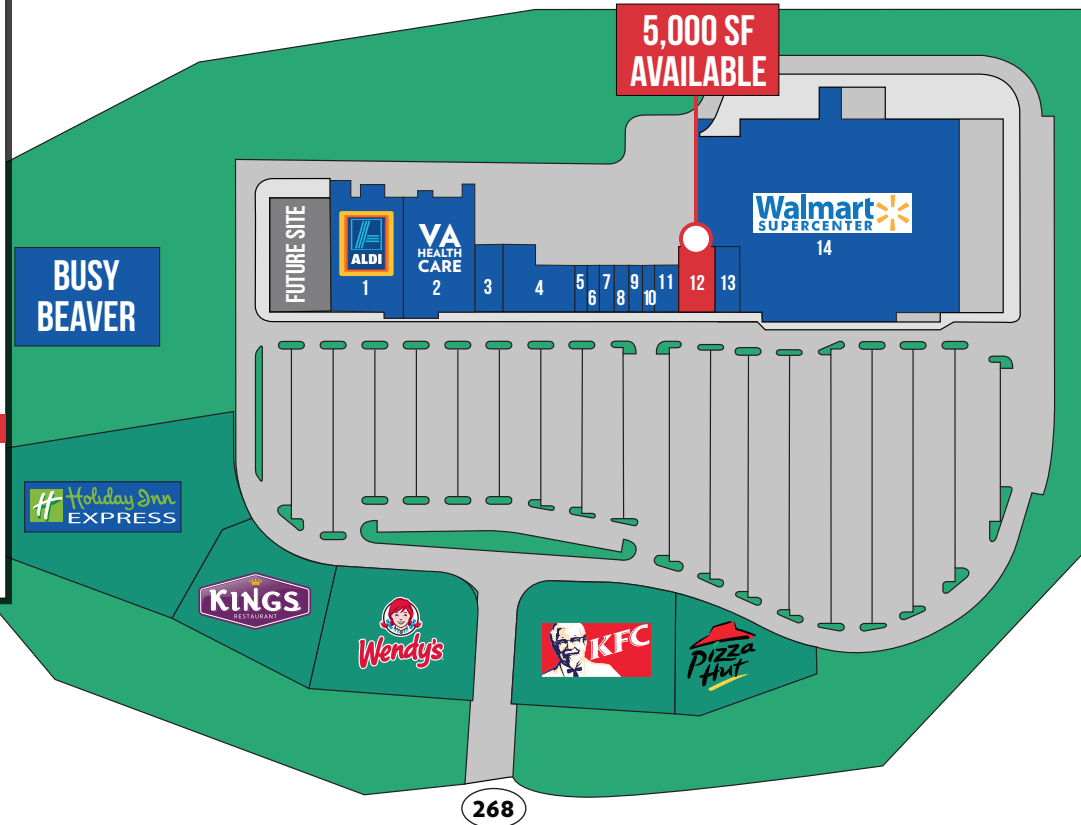 5,000 SF
AVAILABLE
Walmart
SUPERCENTER
14
FUTURE SITE
ALDI
1
VA
HEALTH
CARE
2
3
4
5
6
7
8
9
10
11
12
13
BUSY
BEAVER
H Holiday Inn
EXPRESS
KINGS
RESTAURANT
Wendy's
KFC
Pizza
Hut
268